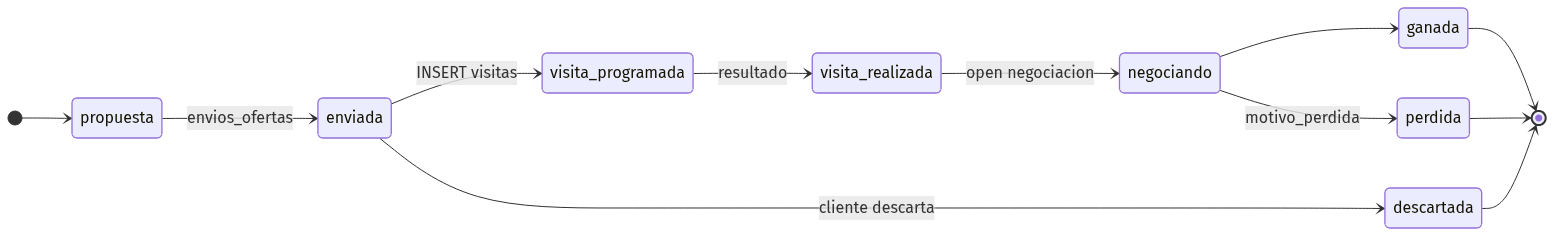 propuesta
envios_ofertas
enviada
INSERT visitas
visita_programada
resultado
visita_realizada
open negociacion
negociando
ganada
motivo_perdida
perdida
cliente descarta
descartada